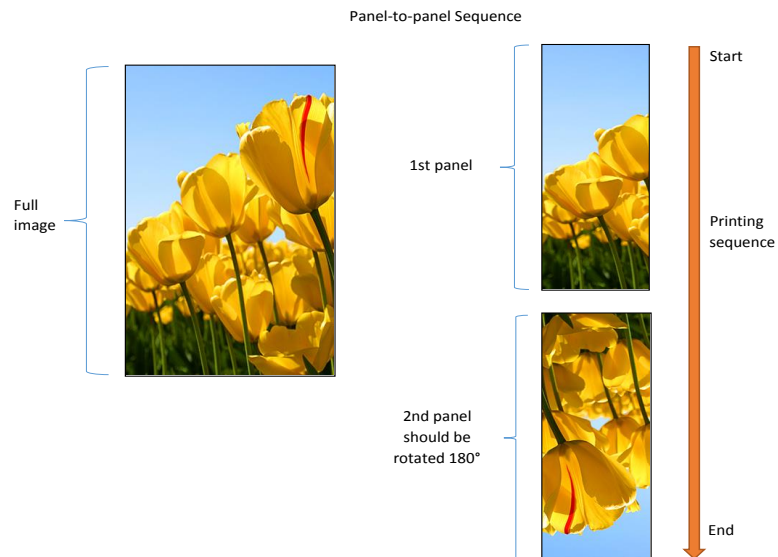 Panel-to-panel Sequence
Full
image
1st panel
2nd panel
should be
rotated 180°
Start
Printing
sequence
End